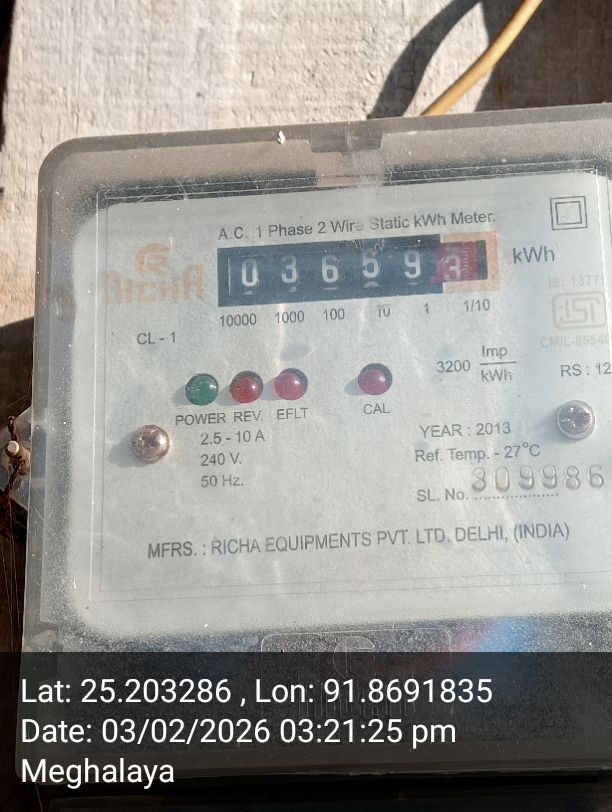 A.C. 1 Phase 2 Wire Static kWh Meter.
RICHA
0 3 6 5 9 3 kWh
10000 1000 100 10 1 1/10
CL - 1
3200 Imp
kWh
RS : 12
POWER REV. EFLT CAL
2.5 - 10 A
240 V.
50 Hz.
YEAR : 2013
Ref. Temp. - 27°C
SL. No. 309986
MFRS. : RICHA EQUIPMENTS PVT. LTD. DELHI, (INDIA)
Lat: 25.203286 , Lon: 91.8691835
Date: 03/02/2026 03:21:25 pm
Meghalaya